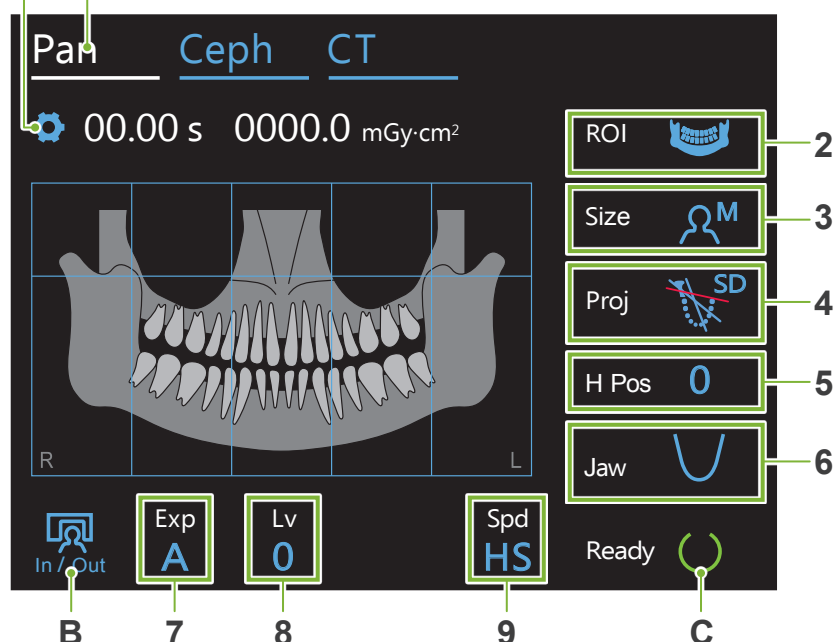 Pan Ceph CT
00.00 s 0000.0 mGy·cm²
ROI
2
Size M
3
Proj SD
4
H Pos 0
5
Jaw
6
R L
Exp
A
Lv
0
Spd
HS
In / Out
Ready
B 7 8 9 C